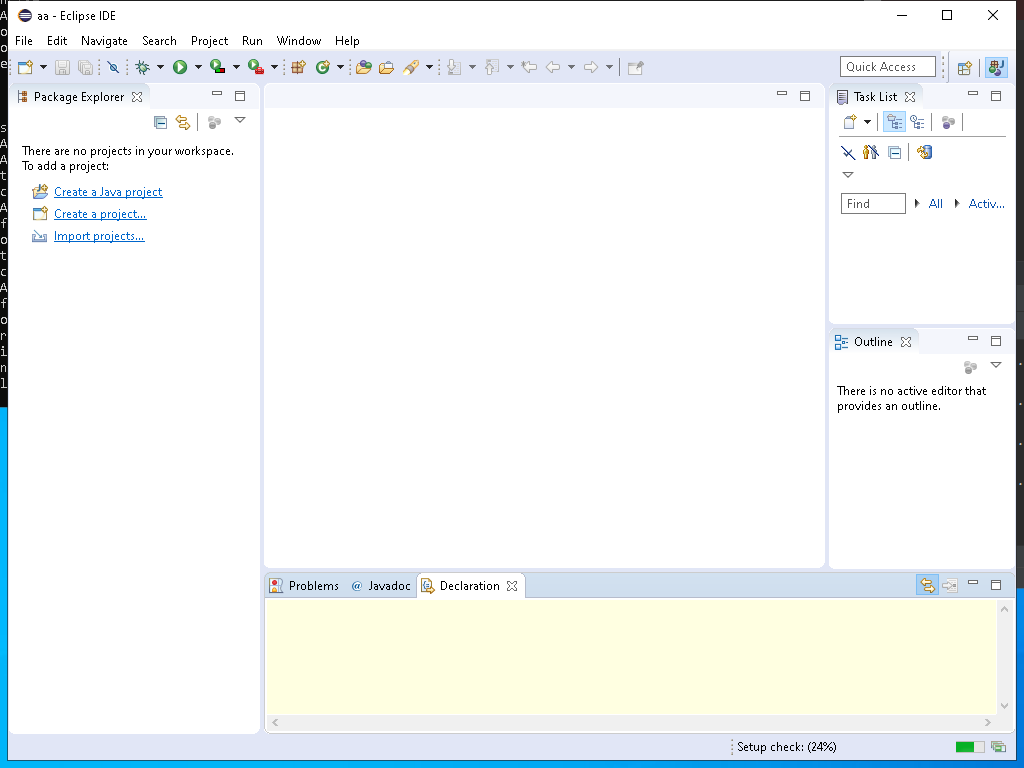 aa - Eclipse IDE
File Edit Navigate Search Project Run Window Help
Quick Access
Package Explorer
There are no projects in your workspace.
To add a project:
Create a Java project
Create a project...
Import projects...
Task List
Find All Activ...
Outline
There is no active editor that
provides an outline.
Problems @ Javadoc Declaration
Setup check: (24%)